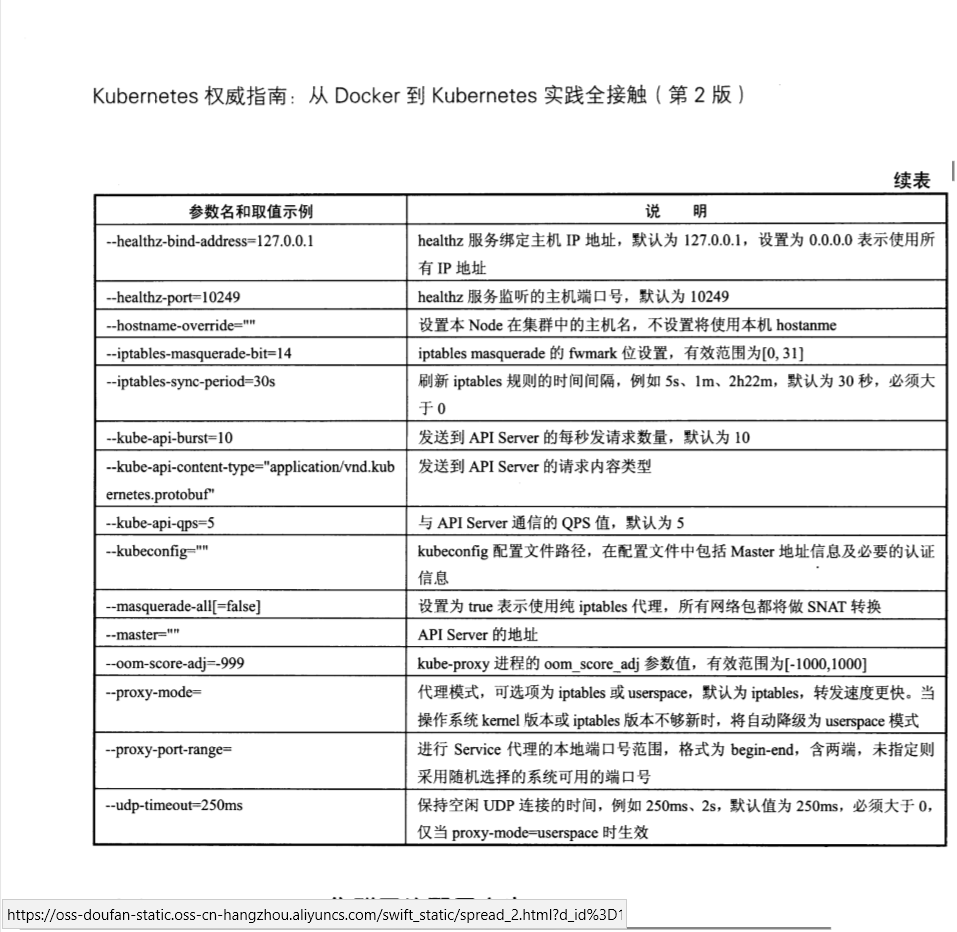 Kubernetes 权威指南：从 Docker 到 Kubernetes 实践全接触（第 2 版）
续表
参数名和取值示例
说 明
--healthz-bind-address=127.0.0.1
healthz 服务绑定主机 IP 地址，默认为 127.0.0.1，设置为 0.0.0.0 表示使用所
有 IP 地址
--healthz-port=10249
healthz 服务监听的主机端口号，默认为 10249
--hostname-override=""
设置本 Node 在集群中的主机名，不设置将使用本机 hostanme
--iptables-masquerade-bit=14
iptables masquerade 的 fwmark 位设置，有效范围为[0, 31]
--iptables-sync-period=30s
刷新 iptables 规则的时间间隔，例如 5s、1m、2h22m，默认为 30 秒，必须大
于 0
--kube-api-burst=10
发送到 API Server 的每秒发请求数量，默认为 10
--kube-api-content-type="application/vnd.kub
ernetes.protobuf"
发送到 API Server 的请求内容类型
--kube-api-qps=5
与 API Server 通信的 QPS 值，默认为 5
--kubeconfig=""
kubeconfig 配置文件路径，在配置文件中包括 Master 地址信息及必要的认证
信息
--masquerade-all[=false]
设置为 true 表示使用纯 iptables 代理，所有网络包都将做 SNAT 转换
--master=""
API Server 的地址
--oom-score-adj=-999
kube-proxy 进程的 oom_score_adj 参数值，有效范围为[-1000,1000]
--proxy-mode=
代理模式，可选项为 iptables 或 userspace，默认为 iptables，转发速度更快。当
操作系统 kernel 版本或 iptables 版本不够新时，将自动降级为 userspace 模式
--proxy-port-range=
进行 Service 代理的本地端口号范围，格式为 begin-end，含两端，未指定则
采用随机选择的系统可用的端口号
--udp-timeout=250ms
保持空闲 UDP 连接的时间，例如 250ms、2s，默认值为 250ms，必须大于 0，
仅当 proxy-mode=userspace 时生效
https://oss-doufan-static.oss-cn-hangzhou.aliyuncs.com/swift_static/spread_2.html?d_id%3D1